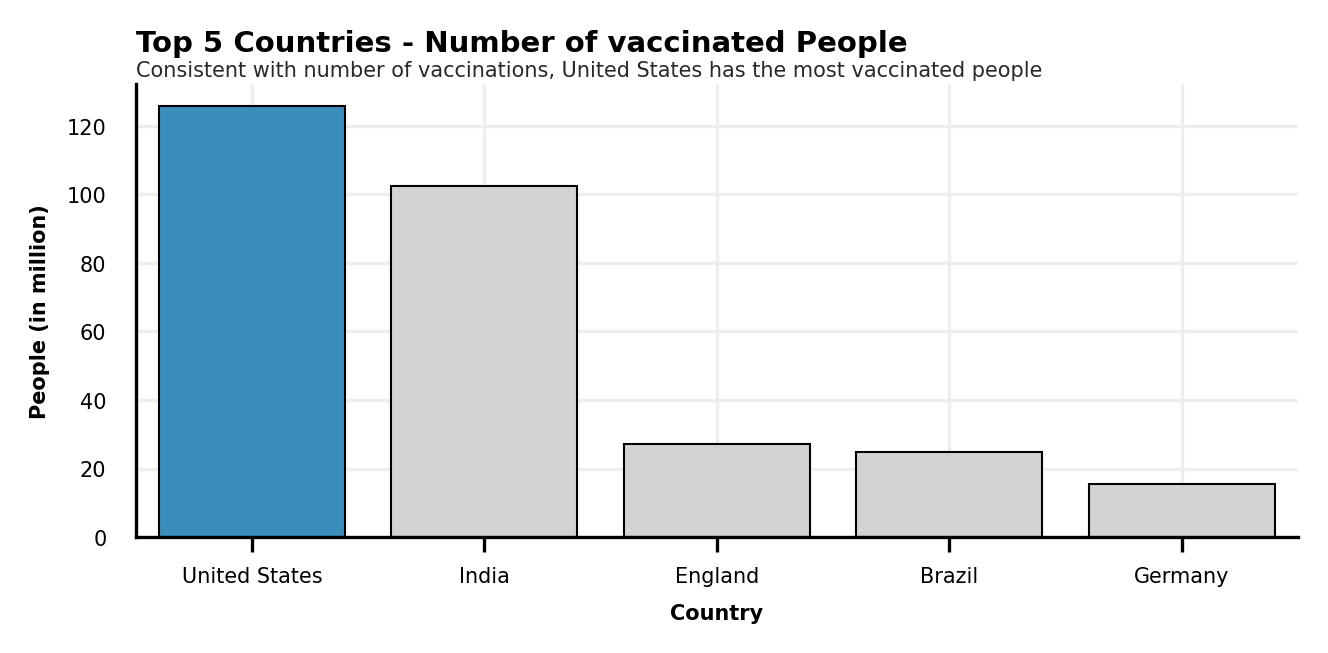 Top 5 Countries - Number of vaccinated People
Consistent with number of vaccinations, United States has the most vaccinated people
People (in million)
120
100
80
60
40
20
0
United States India England Brazil Germany
Country